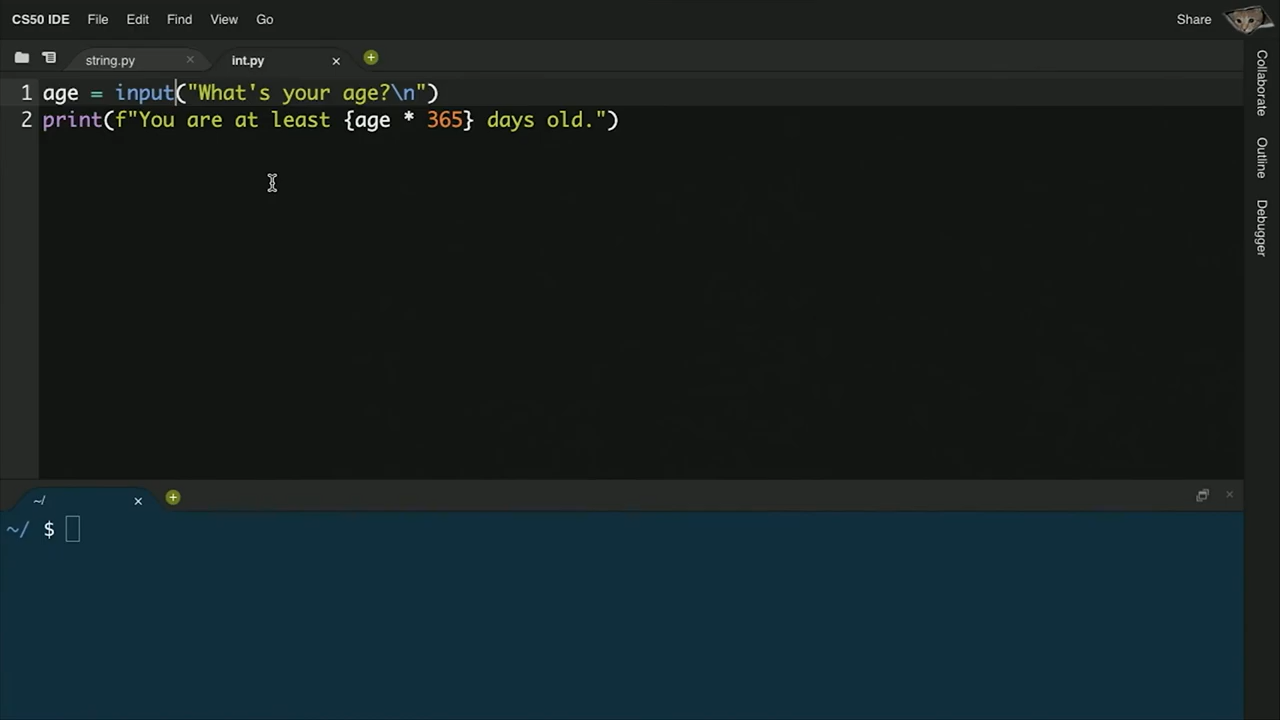 CS50 IDE File Edit Find View Go Share
string.py × int.py ×
1 age = input("What's your age?\n")
2 print(f"You are at least {age * 365} days old.")
Collaborate
Outline
Debugger
~/ ×
~/ $